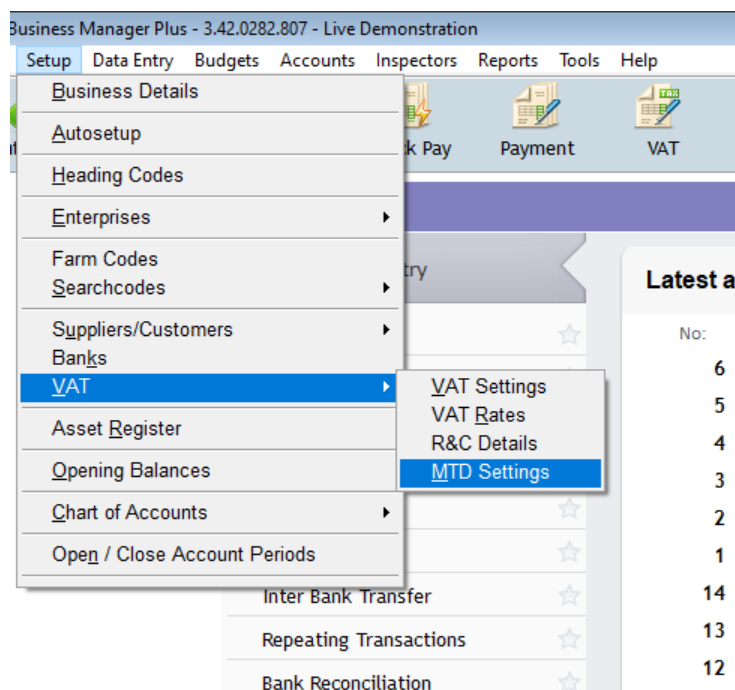 Business Manager Plus - 3.42.0282.807 - Live Demonstration
Setup Data Entry Budgets Accounts Inspectors Reports Tools Help
Business Details
Autosetup
Heading Codes
Enterprises
Farm Codes
Searchcodes
Suppliers/Customers
Banks
VAT
Asset Register
Opening Balances
Chart of Accounts
Open / Close Account Periods
VAT Settings
VAT Rates
R&C Details
MTD Settings
k Pay Payment VAT
try
Inter Bank Transfer
Repeating Transactions
Bank Reconciliation
Latest a
No:
6
5
4
3
2
1
14
13
12